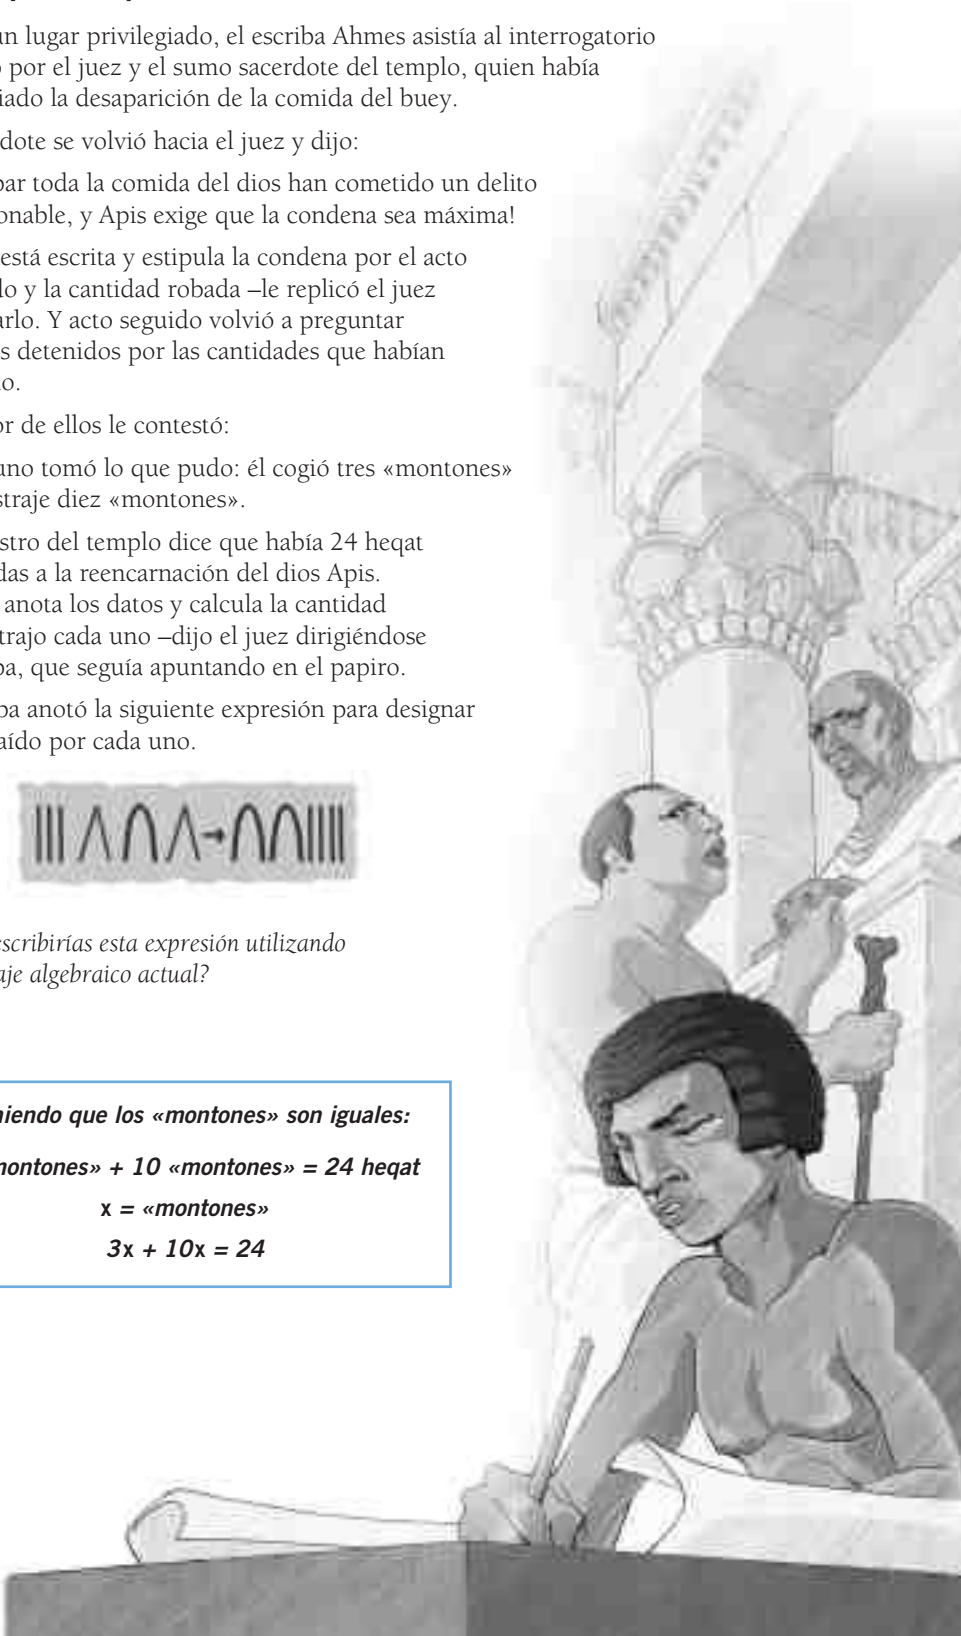 un lugar privilegiado, el escriba Ahmes asistía al interrogatorio
por el juez y el sumo sacerdote del templo, quien había
iado la desaparición de la comida del buey.
dote se volvió hacia el juez y dijo:
bar toda la comida del dios han cometido un delito
onable, y Apis exige que la condena sea máxima!
está escrita y estipula la condena por el acto
do y la cantidad robada –le replicó el juez
arlo. Y acto seguido volvió a preguntar
s detenidos por las cantidades que habían
o.
or de ellos le contestó:
uno tomó lo que pudo: él cogió tres «montones»
straje diez «montones».
stro del templo dice que había 24 heqat
das a la reencarnación del dios Apis.
anota los datos y calcula la cantidad
trajo cada uno –dijo el juez dirigiéndose
ba, que seguía apuntando en el papiro.
ba anotó la siguiente expresión para designar
aído por cada uno.
escribirías esta expresión utilizando
aje algebraico actual?
niendo que los «montones» son iguales:
montones» + 10 «montones» = 24 heqat
x = «montones»
3x + 10x = 24